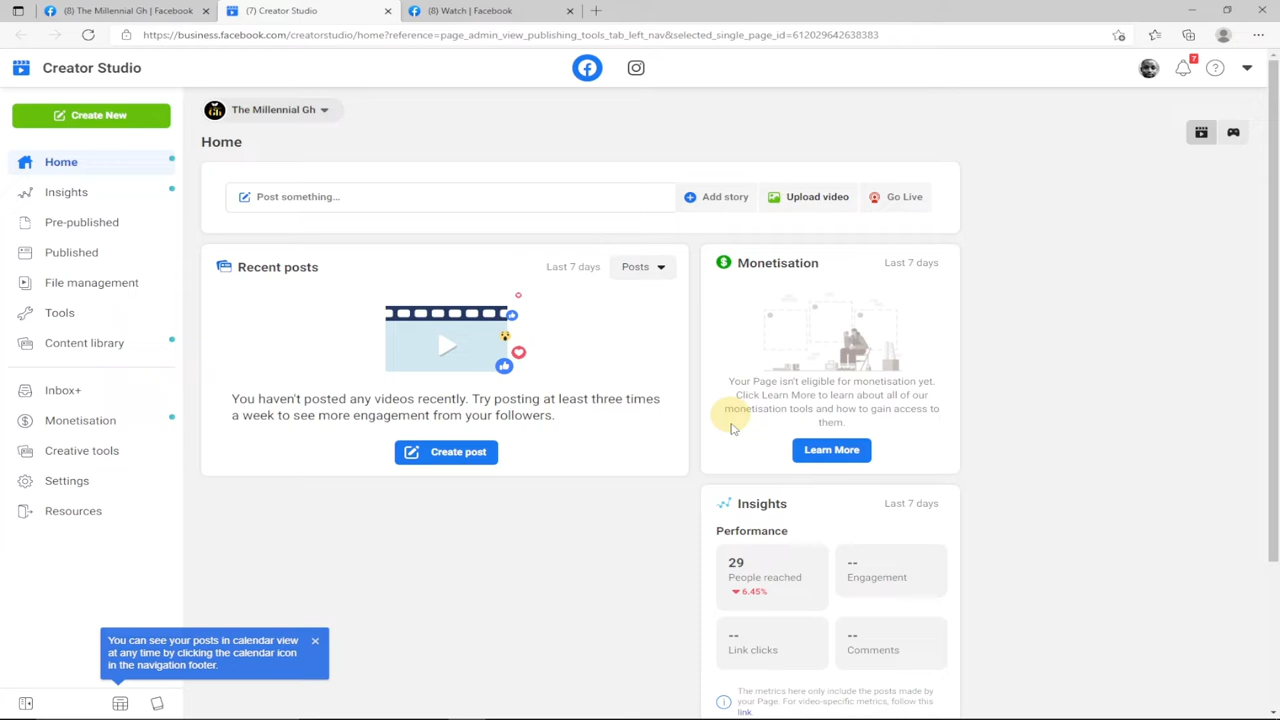 (8) The Millennial Gh | Facebook
(7) Creator Studio
(8) Watch | Facebook
https://business.facebook.com/creatorstudio/home?reference=page_admin_view_publishing_tools_tab_left_nav&selected_single_page_id=612029642638383
Creator Studio
7
Create New
The Millennial Gh
Home
Home
Insights
Pre-published
Published
File management
Tools
Content library
Inbox+
Monetisation
Creative tools
Settings
Resources
Post something...
Add story
Upload video
Go Live
Recent posts
Last 7 days
Posts
You haven't posted any videos recently. Try posting at least three times
a week to see more engagement from your followers.
Create post
Monetisation
Last 7 days
Your Page isn't eligible for monetisation yet.
Click Learn More to learn about all of our
monetisation tools and how to gain access to
them.
Learn More
Insights
Last 7 days
Performance
29
People reached
6.45%
--
Engagement
--
Link clicks
--
Comments
The metrics here only include the posts made by
your Page. For video-specific metrics, follow this
link.
You can see your posts in calendar view
at any time by clicking the calendar icon
in the navigation footer.